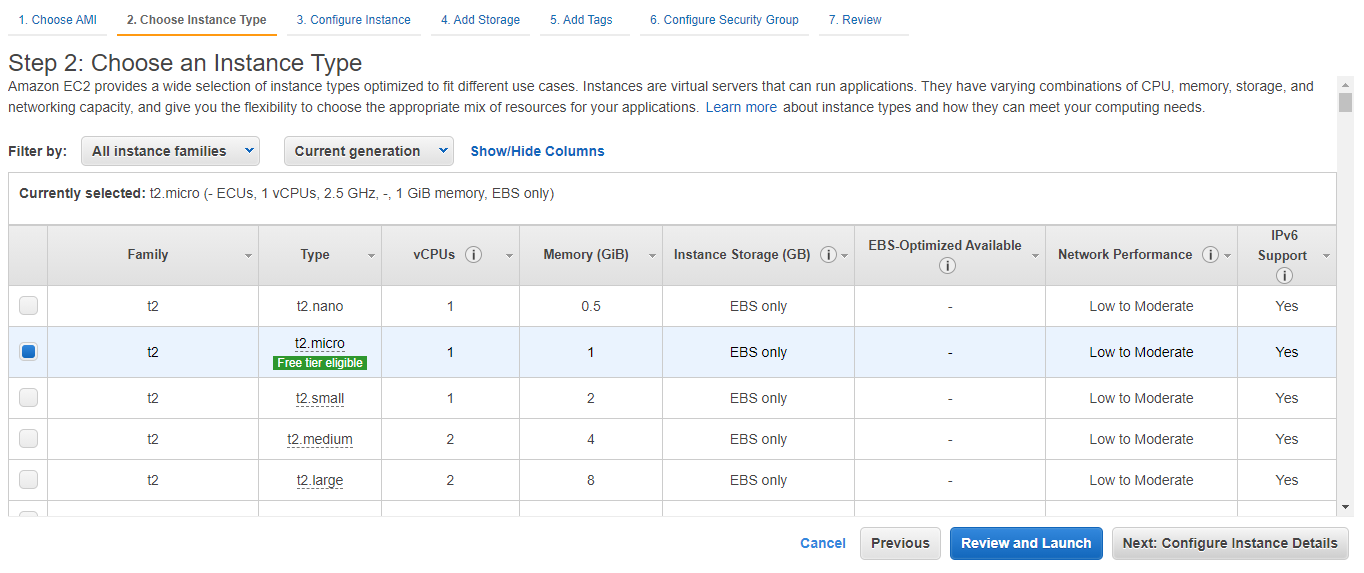 1. Choose AMI 2. Choose Instance Type 3. Configure Instance 4. Add Storage 5. Add Tags 6. Configure Security Group 7. Review
Step 2: Choose an Instance Type
Amazon EC2 provides a wide selection of instance types optimized to fit different use cases. Instances are virtual servers that can run applications. They have varying combinations of CPU, memory, storage, and
networking capacity, and give you the flexibility to choose the appropriate mix of resources for your applications. Learn more about instance types and how they can meet your computing needs.
Filter by: All instance families Current generation Show/Hide Columns
Currently selected: t2.micro (- ECUs, 1 vCPUs, 2.5 GHz, -, 1 GiB memory, EBS only)
Family Type vCPUs i Memory (GiB) Instance Storage (GB) i EBS-Optimized Available i Network Performance i IPv6 Support i
t2 t2.nano 1 0.5 EBS only - Low to Moderate Yes
t2 t2.micro 1 1 EBS only - Low to Moderate Yes
Free tier eligible
t2 t2.small 1 2 EBS only - Low to Moderate Yes
t2 t2.medium 2 4 EBS only - Low to Moderate Yes
t2 t2.large 2 8 EBS only - Low to Moderate Yes
Cancel Previous Review and Launch Next: Configure Instance Details